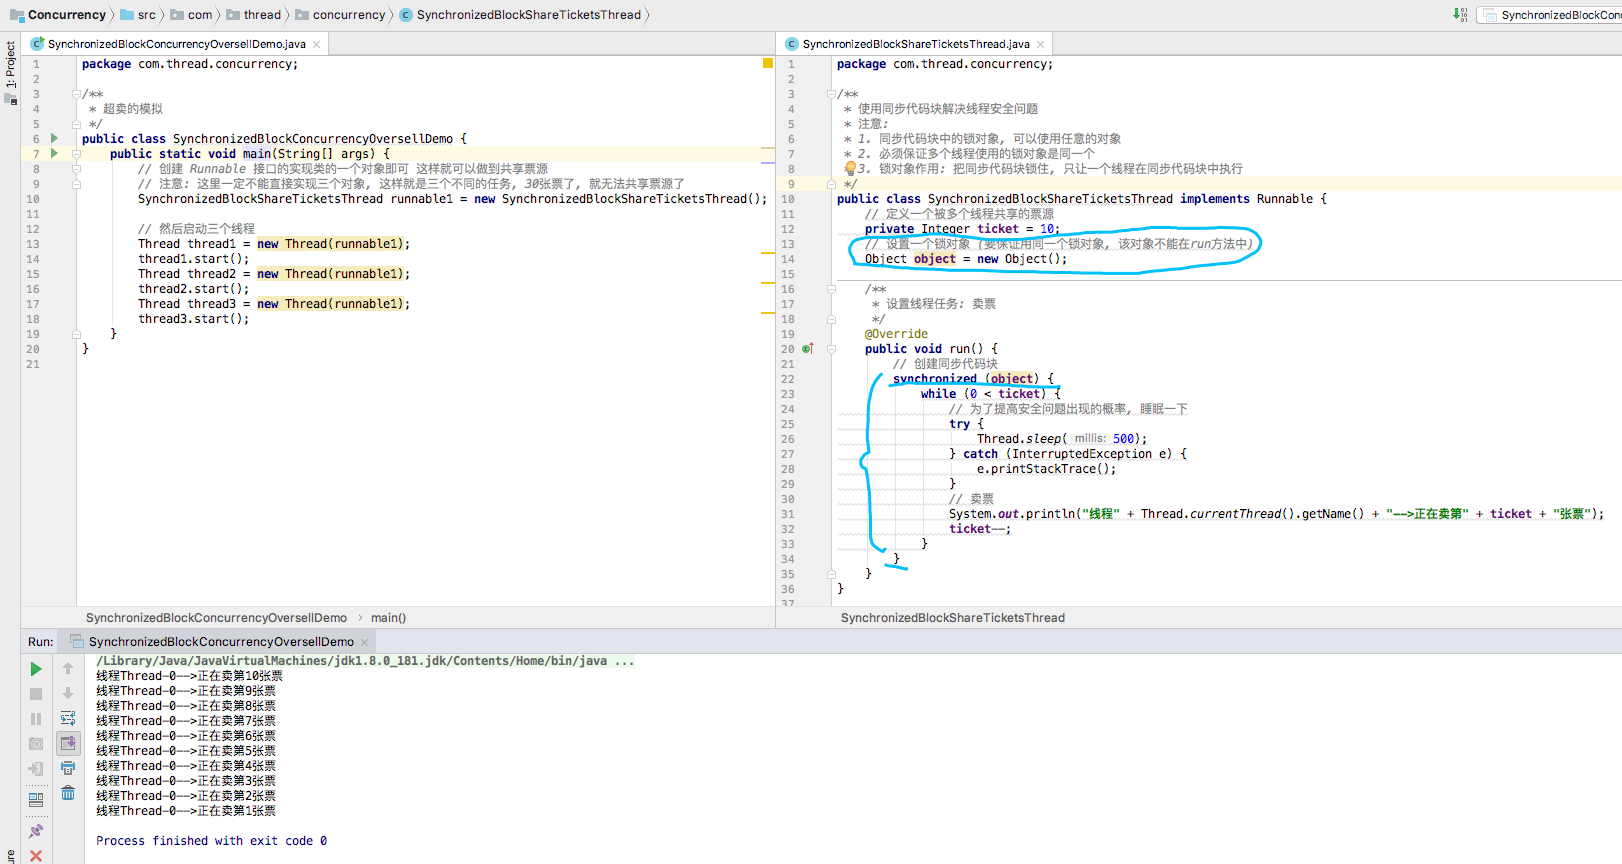 Concurrency src com thread concurrency SynchronizedBlockShareTicketsThread
SynchronizedBlockCon
1: Project
SynchronizedBlockConcurrencyOversellDemo.java
1 package com.thread.concurrency;
2
3 /**
4 * 超卖的模拟
5 */
6 public class SynchronizedBlockConcurrencyOversellDemo {
7 public static void main(String[] args) {
8 // 创建 Runnable 接口的实现类的一个对象即可 这样就可以做到共享票源
9 // 注意: 这里一定不能直接实现三个对象, 这样就是三个不同的任务, 30张票了, 就无法共享票源了
10 SynchronizedBlockShareTicketsThread runnable1 = new SynchronizedBlockShareTicketsThread();
11
12 // 然后启动三个线程
13 Thread thread1 = new Thread(runnable1);
14 thread1.start();
15 Thread thread2 = new Thread(runnable1);
16 thread2.start();
17 Thread thread3 = new Thread(runnable1);
18 thread3.start();
19 }
20 }
21
SynchronizedBlockConcurrencyOversellDemo main()
SynchronizedBlockShareTicketsThread.java
1 package com.thread.concurrency;
2
3 /**
4 * 使用同步代码块解决线程安全问题
5 * 注意:
6 * 1. 同步代码块中的锁对象, 可以使用任意的对象
7 * 2. 必须保证多个线程使用的锁对象是同一个
8 3. 锁对象作用: 把同步代码块锁住, 只让一个线程在同步代码块中执行
9 */
10 public class SynchronizedBlockShareTicketsThread implements Runnable {
11 // 定义一个被多个线程共享的票源
12 private Integer ticket = 10;
13 // 设置一个锁对象 (要保证用同一个锁对象, 该对象不能在run方法中)
14 Object object = new Object();
15
16 /**
17 * 设置线程任务: 卖票
18 */
19 @Override
20 public void run() {
21 // 创建同步代码块
22 synchronized (object) {
23 while (0 < ticket) {
24 // 为了提高安全问题出现的概率, 睡眠一下
25 try {
26 Thread.sleep( millis: 500);
27 } catch (InterruptedException e) {
28 e.printStackTrace();
29 }
30 // 卖票
31 System.out.println("线程" + Thread.currentThread().getName() + "-->正在卖第" + ticket + "张票");
32 ticket--;
33 }
34 }
35 }
36 }
37
SynchronizedBlockShareTicketsThread
Run: SynchronizedBlockConcurrencyOversellDemo
/Library/Java/JavaVirtualMachines/jdk1.8.0_181.jdk/Contents/Home/bin/java ...
线程Thread-0-->正在卖第10张票
线程Thread-0-->正在卖第9张票
线程Thread-0-->正在卖第8张票
线程Thread-0-->正在卖第7张票
线程Thread-0-->正在卖第6张票
线程Thread-0-->正在卖第5张票
线程Thread-0-->正在卖第4张票
线程Thread-0-->正在卖第3张票
线程Thread-0-->正在卖第2张票
线程Thread-0-->正在卖第1张票
Process finished with exit code 0
ure